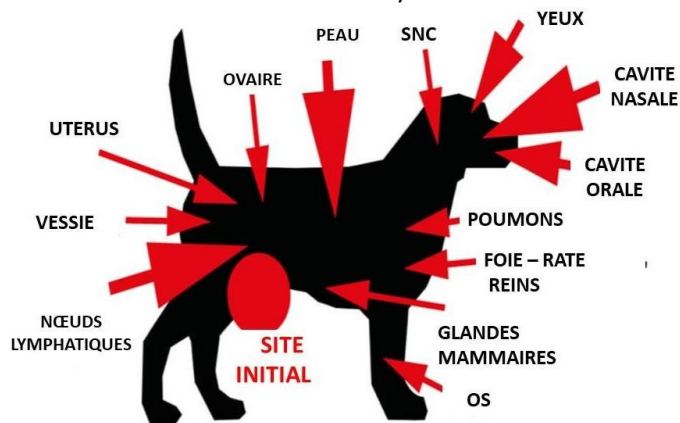 YEUX
PEAU
SNC
CAVITE
NASALE
OVAIRE
UTERUS
CAVITE
ORALE
VESSIE
POUMONS
FOIE – RATE
REINS
NŒUDS
LYMPHATIQUES
SITE
INITIAL
GLANDES
MAMMAIRES
OS